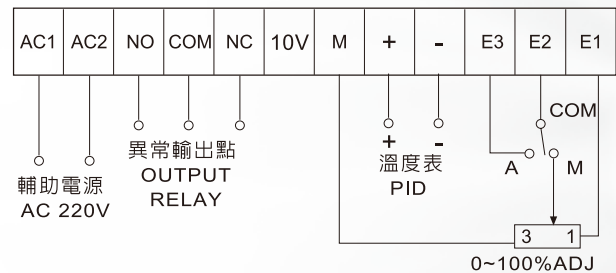 AC1 AC2 NO COM NC 10V M + - E3 E2 E1
COM
+ -
異常輸出點
溫度表
A M
輔助電源
OUTPUT
PID
AC 220V
RELAY
3 1
0~100%ADJ